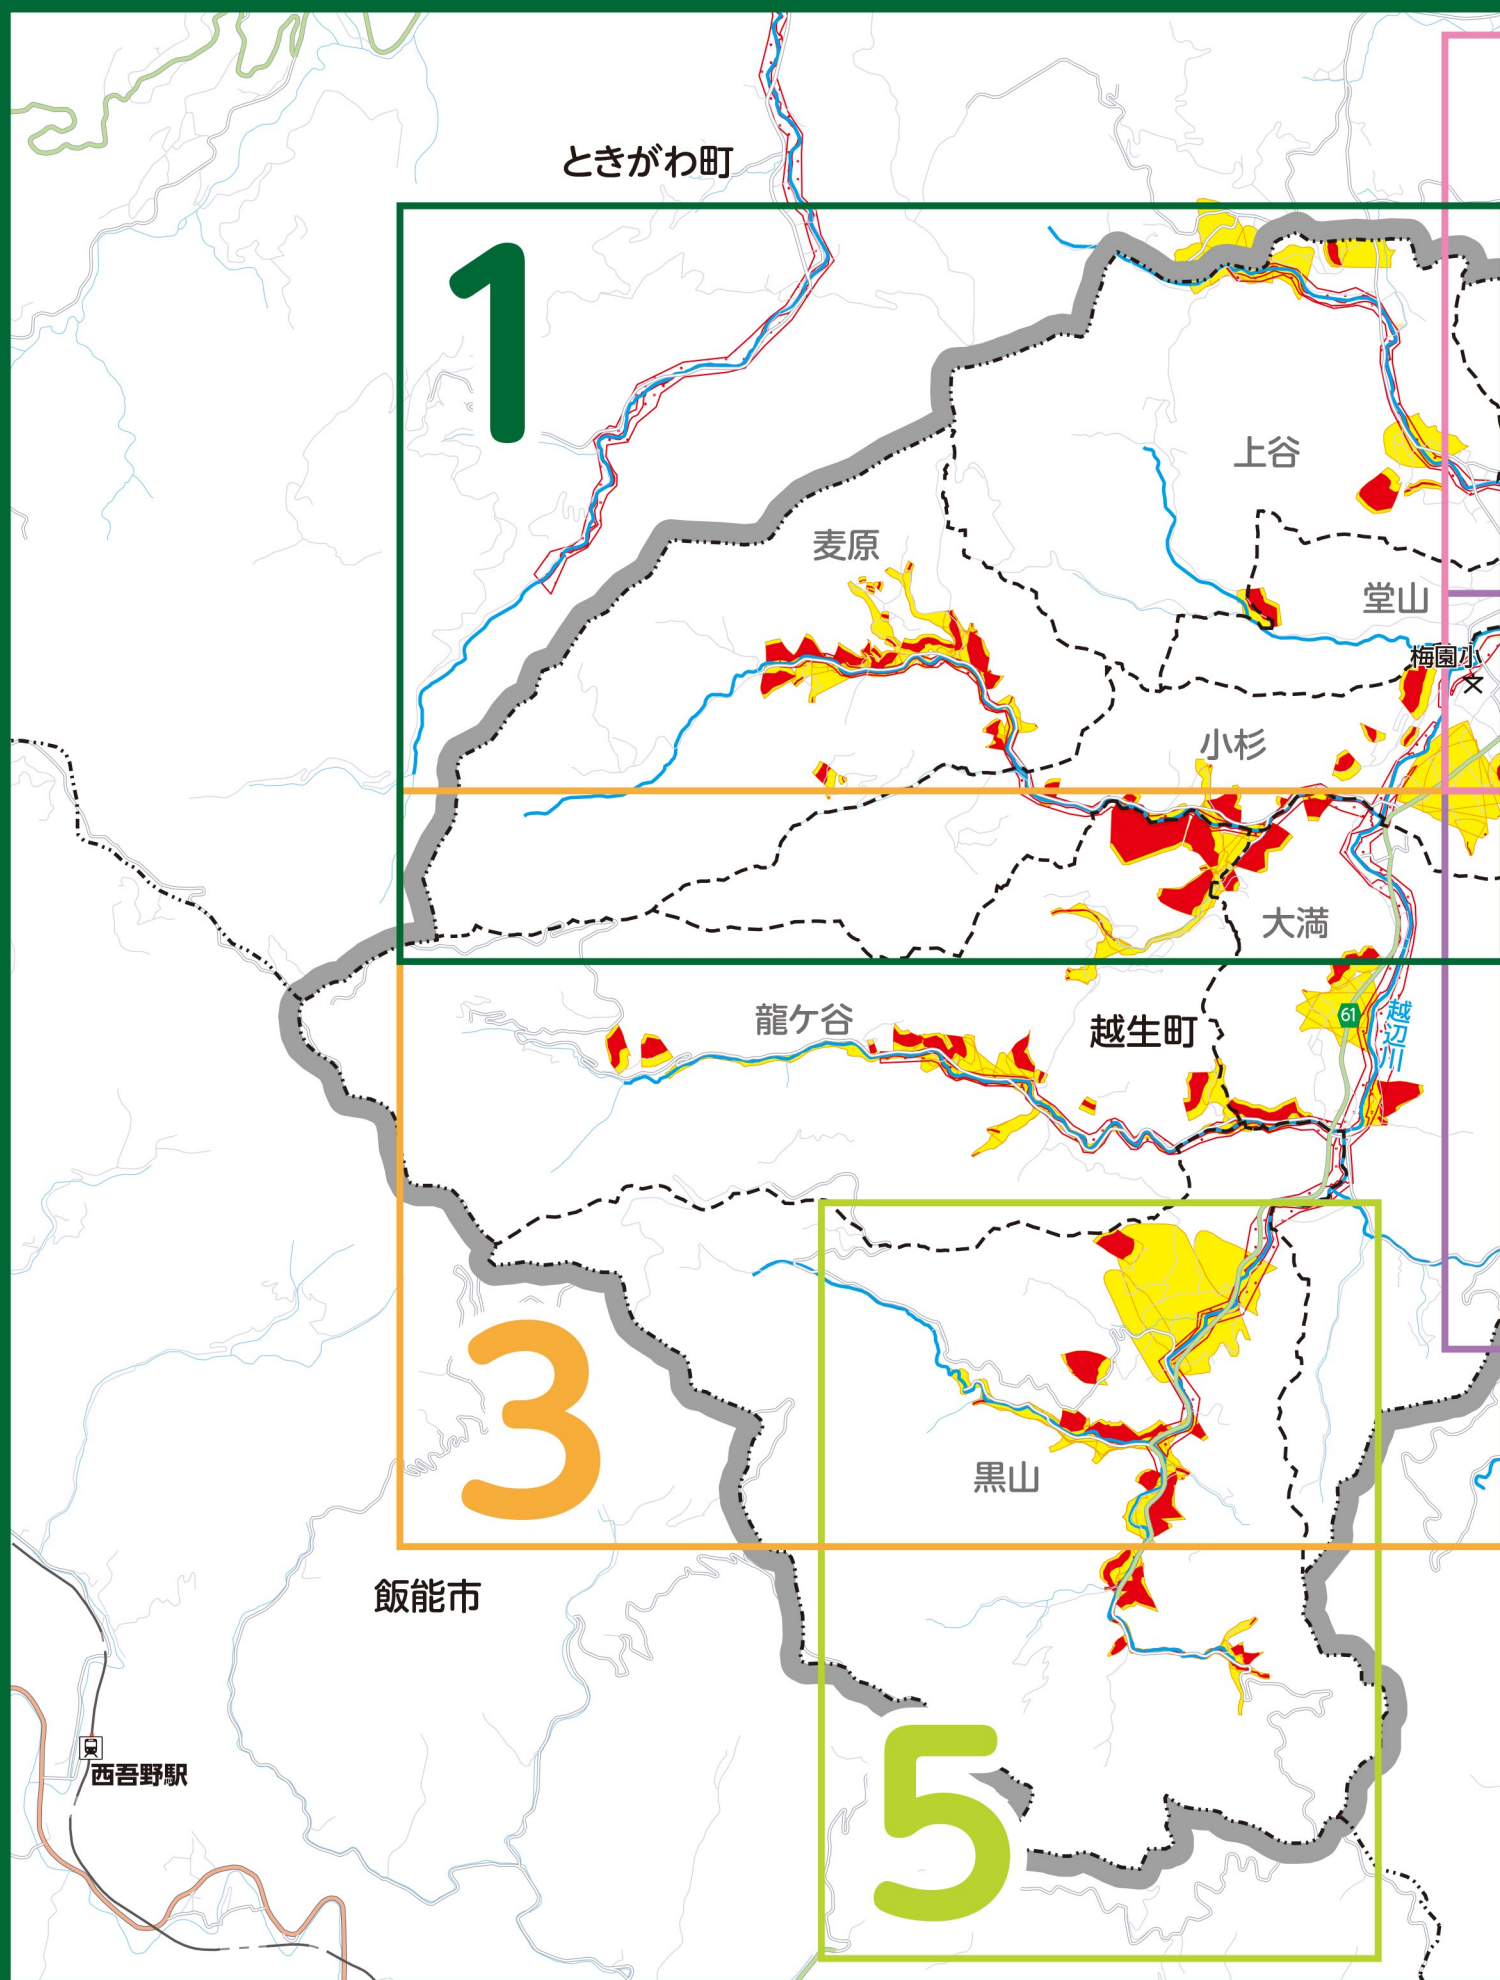 ときがわ町
1
上谷
麦原
堂山
梅園小
小杉
大満
龍ケ谷
越生町
61
越辺川
3
黒山
飯能市
西吾野駅
5